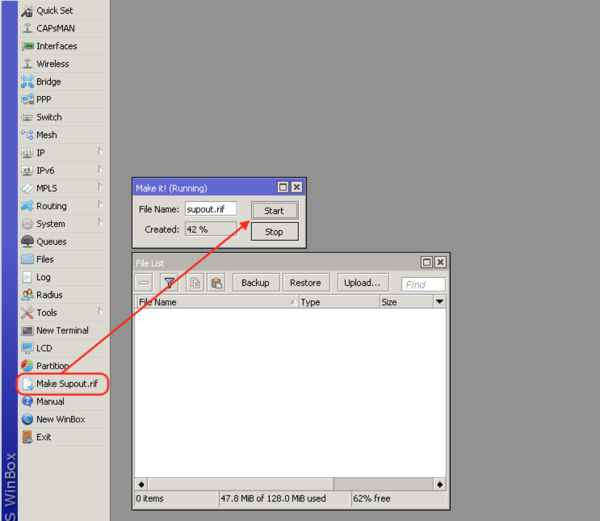 Quick Set
CAPsMAN
Interfaces
Wireless
Bridge
PPP
Switch
Mesh
IP
IPv6
MPLS
Routing
System
Queues
Files
Log
Radius
Tools
New Terminal
LCD
Partition
Make Supout.rif
Manual
New WinBox
Exit
S WinBox
Make it! (Running)
File Name: supout.rif Start
Created: 42 % Stop
File List
Backup Restore Upload... Find
File Name Type Size
0 items 47.8 MiB of 128.0 MiB used 62% free